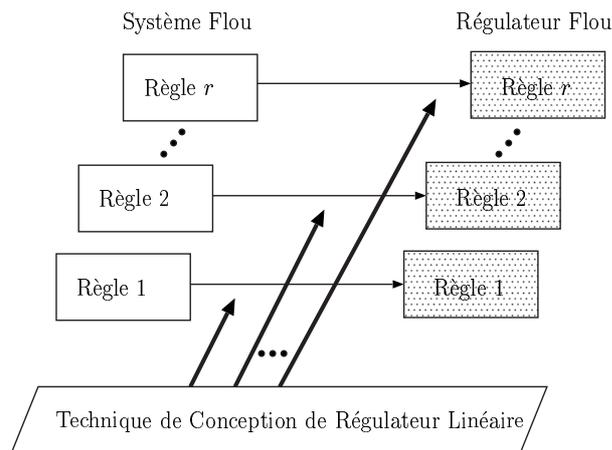 Système Flou
Régulateur Flou
Règle r
Règle r
Règle 2
Règle 2
Règle 1
Règle 1
Technique de Conception de Régulateur Linéaire